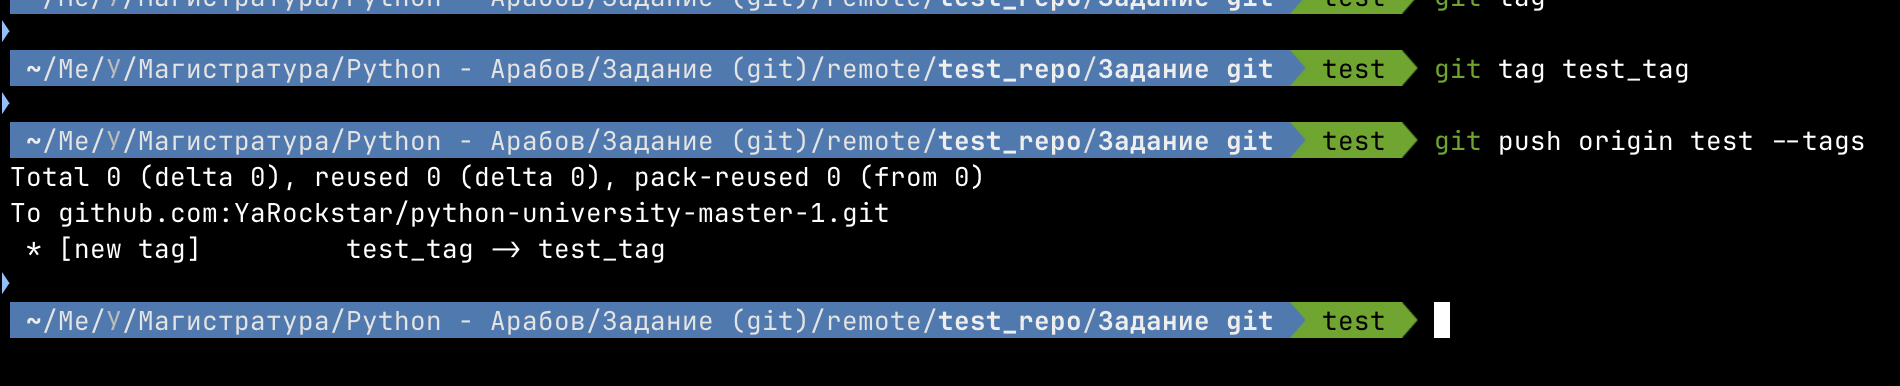 ~/Me/У/Магистратура/Python - Арабов/Задание (git)/remote/test_repo/Задание git test git tag
~/Me/У/Магистратура/Python - Арабов/Задание (git)/remote/test_repo/Задание git test git tag test_tag
~/Me/У/Магистратура/Python - Арабов/Задание (git)/remote/test_repo/Задание git test git push origin test --tags
Total 0 (delta 0), reused 0 (delta 0), pack-reused 0 (from 0)
To github.com:YaRockstar/python-university-master-1.git
* [new tag] test_tag -> test_tag
~/Me/У/Магистратура/Python - Арабов/Задание (git)/remote/test_repo/Задание git test